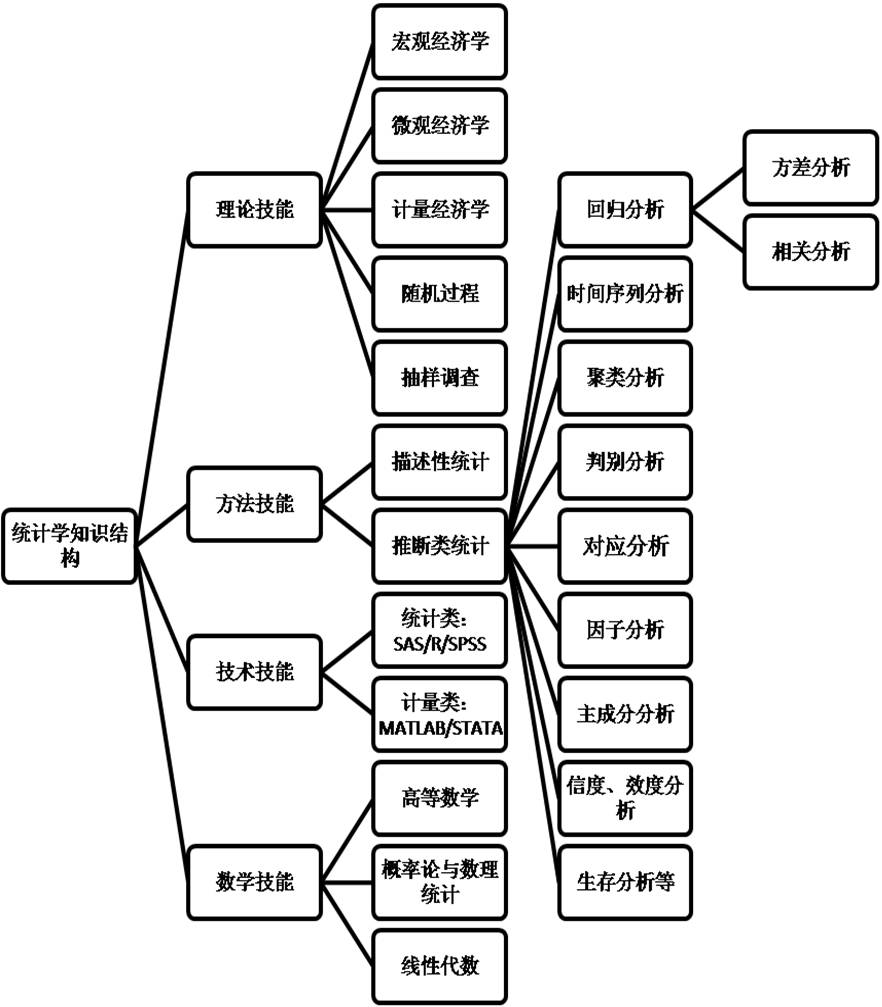 统计学知识结
构
理论技能
宏观经济学
微观经济学
计量经济学
随机过程
抽样调查
方法技能
描述性统计
推断类统计
回归分析
方差分析
相关分析
时间序列分析
聚类分析
判别分析
对应分析
因子分析
主成分分析
信度、效度分
析
生存分析等
技术技能
统计类：
SAS/R/SPSS
计量类：
MATLAB/STATA
数学技能
高等数学
概率论与数理
统计
线性代数